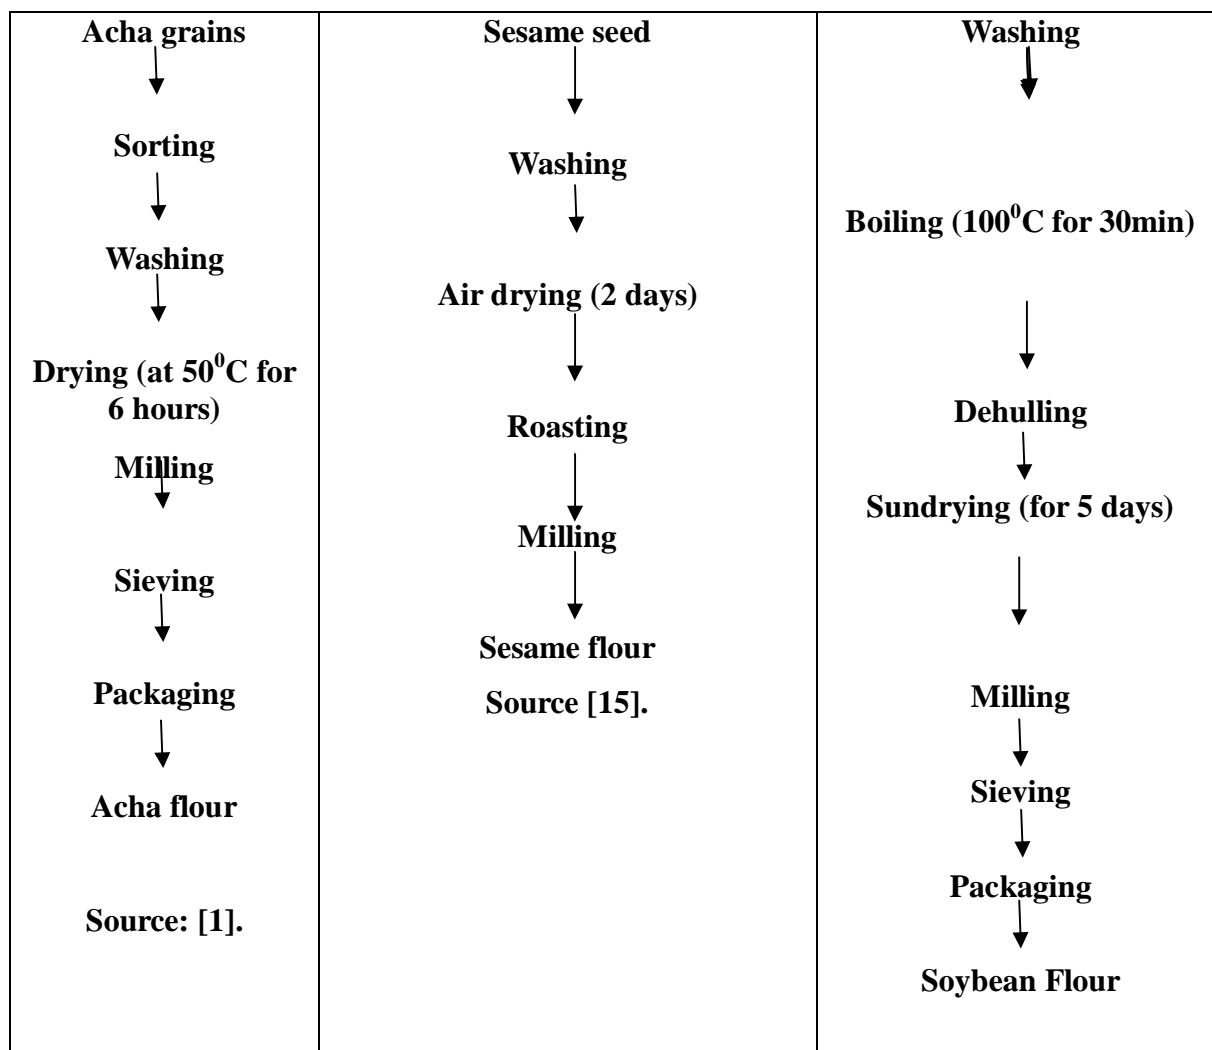 Acha grains
Sorting
Washing
Drying (at 50⁰C for
6 hours)
Milling
Sieving
Packaging
Acha flour
Source: [1].
Sesame seed
Washing
Air drying (2 days)
Roasting
Milling
Sesame flour
Source [15].
Washing
Boiling (100⁰C for 30min)
Dehulling
Sundrying (for 5 days)
Milling
Sieving
Packaging
Soybean Flour